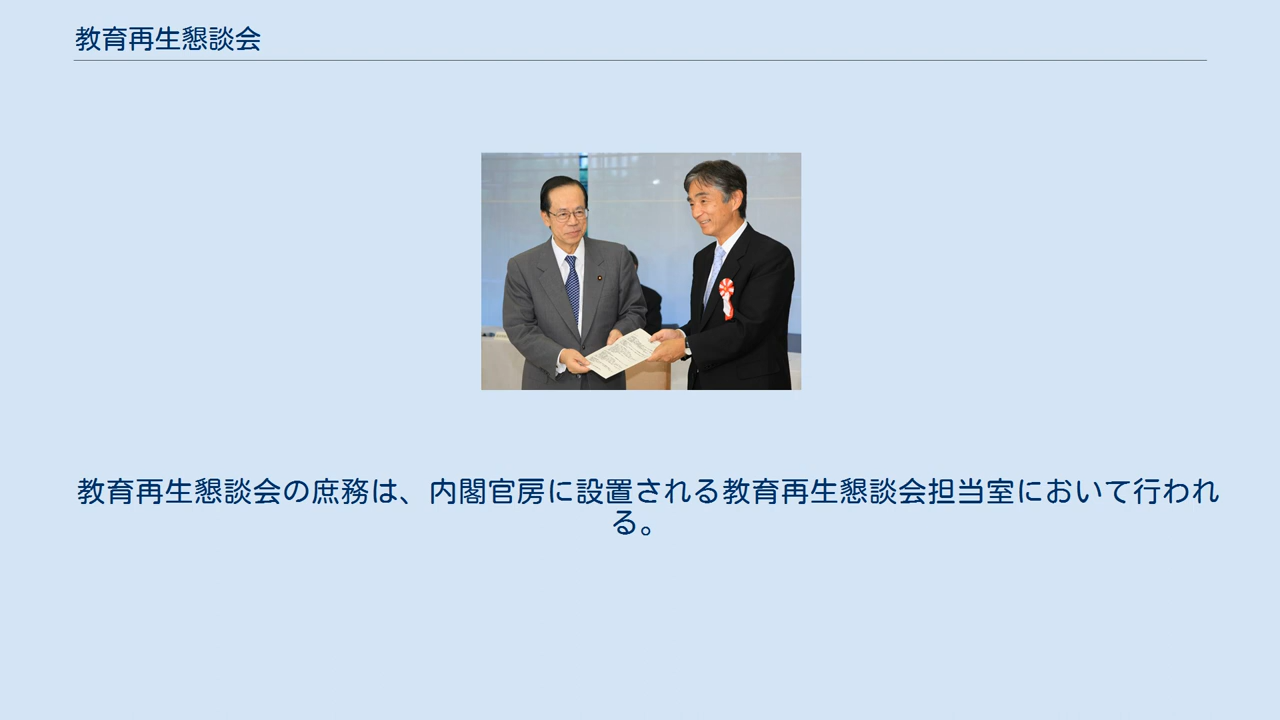 教育再生懇談会
教育再生懇談会の庶務は、内閣官房に設置される教育再生懇談会担当室において行われ
る。